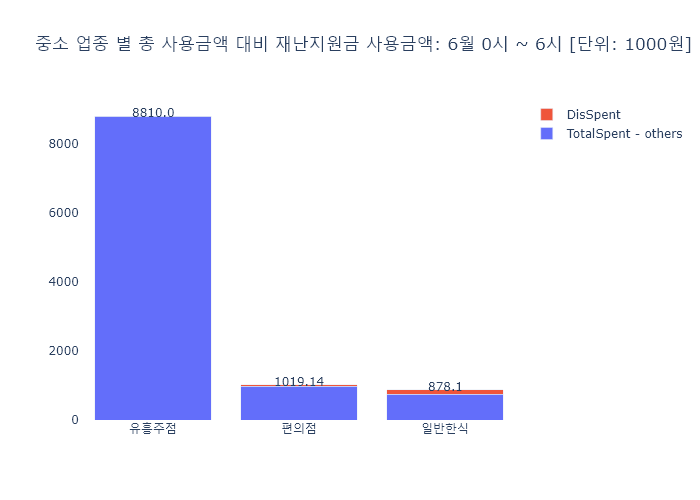 중소 업종 별 총 사용금액 대비 재난지원금 사용금액: 6월 0시 ~ 6시 [단위: 1000원]
DisSpent
TotalSpent - others
8810.0
1019.14
878.1
8000
6000
4000
2000
0
유흥주점
편의점
일반한식